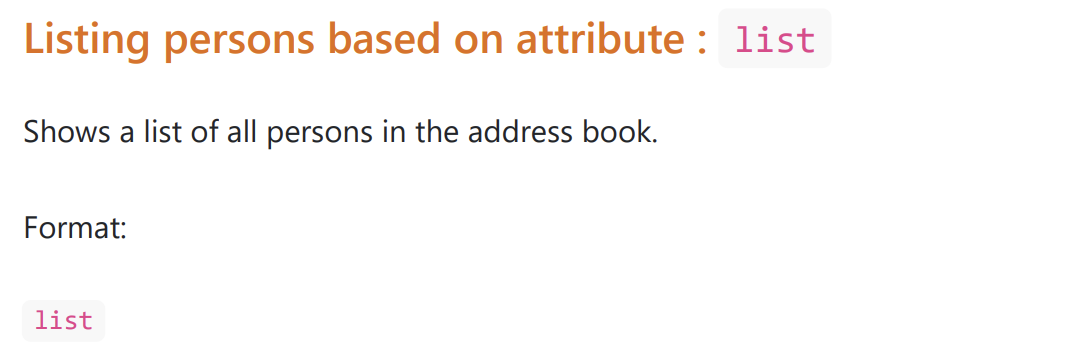 Listing persons based on attribute : list
Shows a list of all persons in the address book.
Format:
list